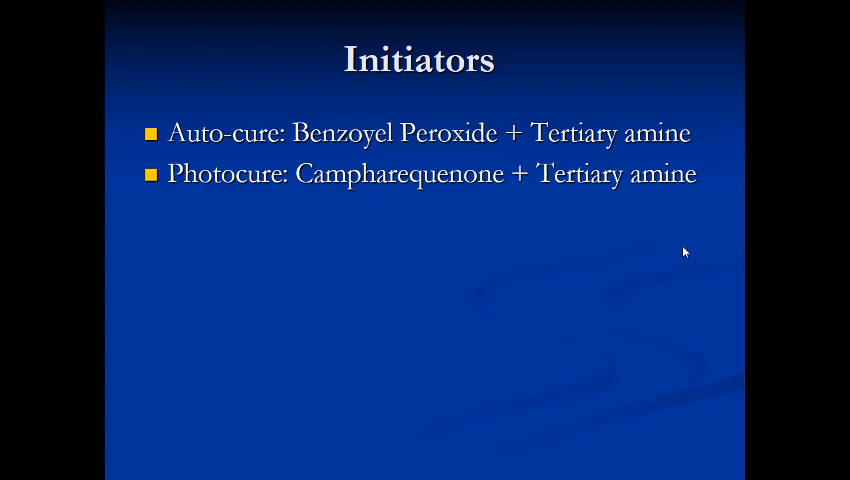 Initiators
Auto-cure: Benzoyel Peroxide + Tertiary amine
Photocure: Campharequenone + Tertiary amine